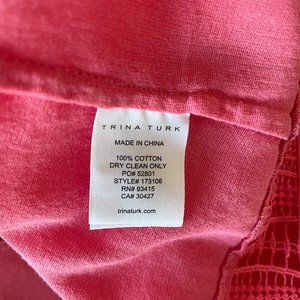 TRINA TURK
MADE IN CHINA
100% COTTON
DRY CLEAN ONLY
PO# 52801
STYLE# 173106
RN# 93415
CA# 30427
trinaturk.com